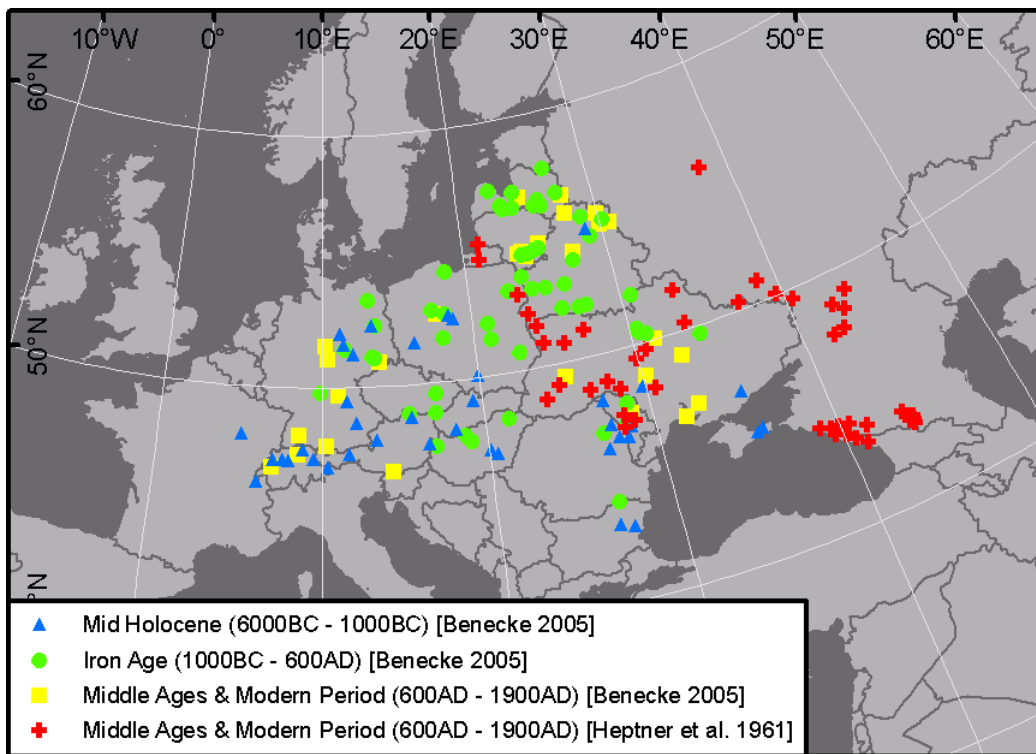 10°W 0° 10°E 20°E 30°E 40°E 50°E 60°E
60°N
50°N
°N
Mid Holocene (6000BC - 1000BC) [Benecke 2005]
Iron Age (1000BC - 600AD) [Benecke 2005]
Middle Ages & Modern Period (600AD - 1900AD) [Benecke 2005]
Middle Ages & Modern Period (600AD - 1900AD) [Heptner et al. 1961]